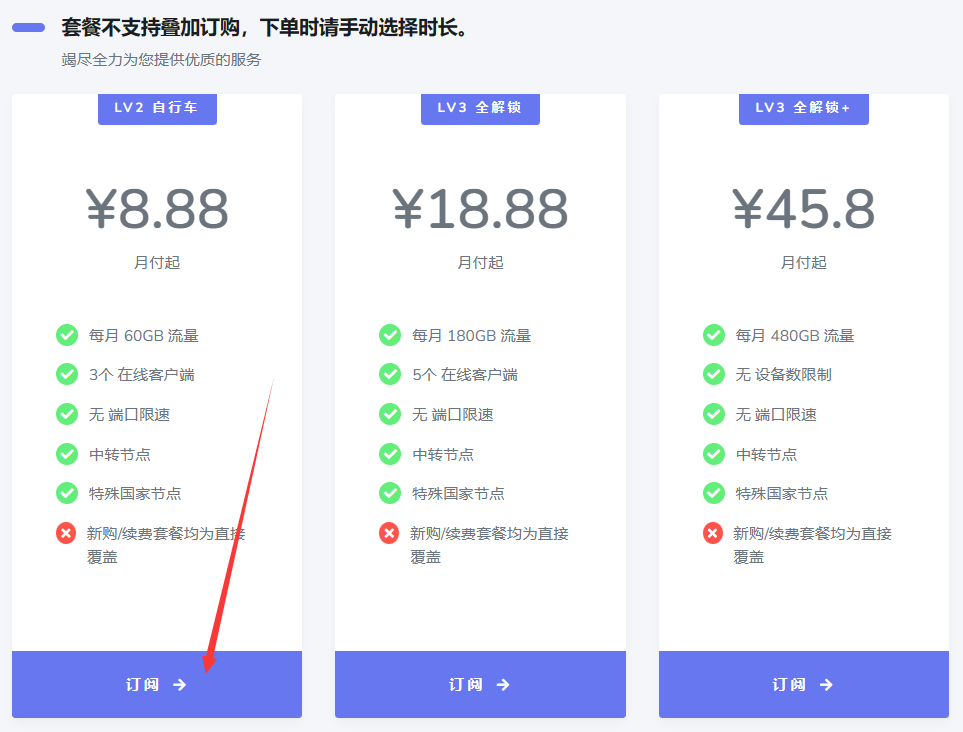 套餐不支持叠加订购，下单时请手动选择时长。
竭尽全力为您提供优质的服务
LV2 自行车
¥8.88
月付起
每月 60GB 流量
3个 在线客户端
无 端口限速
中转节点
特殊国家节点
新购/续费套餐均为直接
覆盖
订阅
LV3 全解锁
¥18.88
月付起
每月 180GB 流量
5个 在线客户端
无 端口限速
中转节点
特殊国家节点
新购/续费套餐均为直接
覆盖
订阅
LV3 全解锁+
¥45.8
月付起
每月 480GB 流量
无 设备数限制
无 端口限速
中转节点
特殊国家节点
新购/续费套餐均为直接
覆盖
订阅